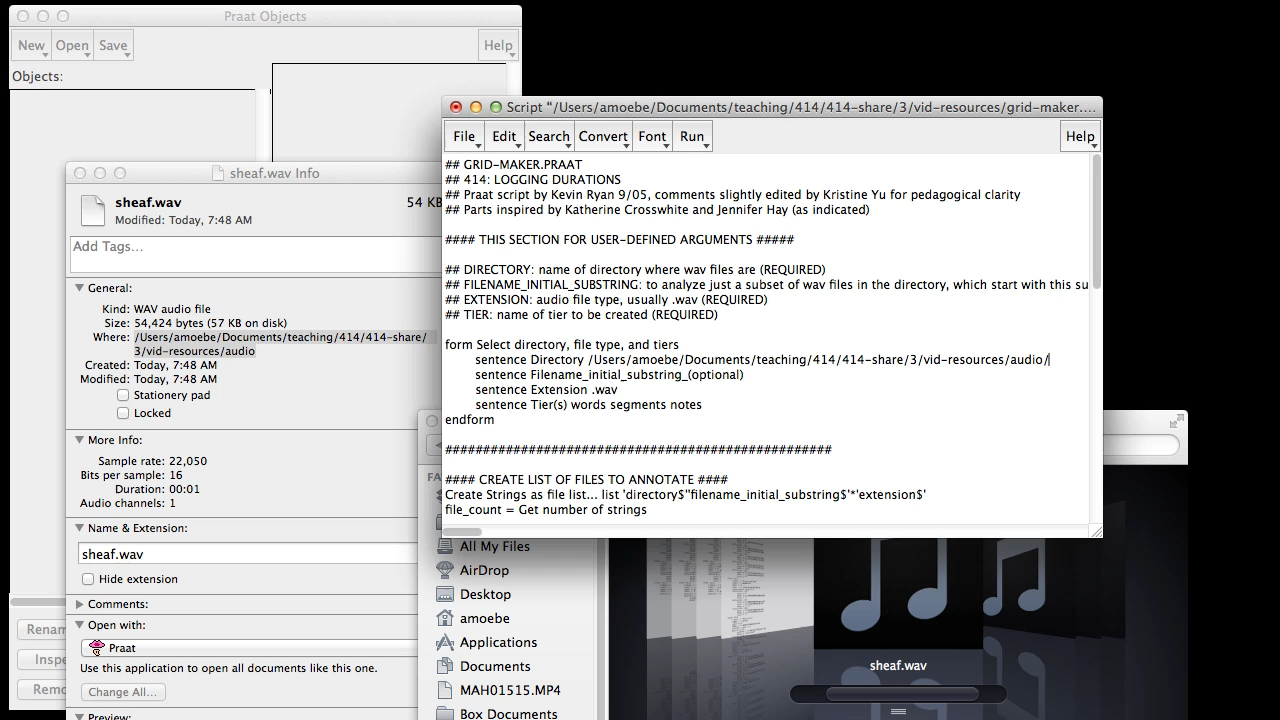 Praat Objects
New Open Save Help
Objects:
Script "/Users/amoebe/Documents/teaching/414/414-share/3/vid-resources/grid-maker....
File Edit Search Convert Font Run Help
## GRID-MAKER.PRAAT
## 414: LOGGING DURATIONS
## Praat script by Kevin Ryan 9/05, comments slightly edited by Kristine Yu for pedagogical clarity
## Parts inspired by Katherine Crosswhite and Jennifer Hay (as indicated)
#### THIS SECTION FOR USER-DEFINED ARGUMENTS #####
## DIRECTORY: name of directory where wav files are (REQUIRED)
## FILENAME_INITIAL_SUBSTRING: to analyze just a subset of wav files in the directory, which start with this su
## EXTENSION: audio file type, usually .wav (REQUIRED)
## TIER: name of tier to be created (REQUIRED)
form Select directory, file type, and tiers
sentence Directory /Users/amoebe/Documents/teaching/414/414-share/3/vid-resources/audio/
sentence Filename_initial_substring_(optional)
sentence Extension .wav
sentence Tier(s) words segments notes
endform
####################################################
#### CREATE LIST OF FILES TO ANNOTATE ####
Create Strings as file list... list 'directory$''filename_initial_substring$'*'extension$'
file_count = Get number of strings
sheaf.wav Info
sheaf.wav 54 KB
Modified: Today, 7:48 AM
Add Tags...
General:
Kind: WAV audio file
Size: 54,424 bytes (57 KB on disk)
Where: /Users/amoebe/Documents/teaching/414/414-share/
3/vid-resources/audio
Created: Today, 7:48 AM
Modified: Today, 7:48 AM
Stationery pad
Locked
More Info:
Sample rate: 22,050
Bits per sample: 16
Duration: 00:01
Audio channels: 1
Name & Extension:
sheaf.wav
Hide extension
Comments:
Open with:
Praat
Use this application to open all documents like this one.
Change All...
Preview:
Renam
Inspe
Remo
FA
All My Files
AirDrop
Desktop
amoebe
Applications
Documents
MAH01515.MP4
Box Documents
sheaf.wav